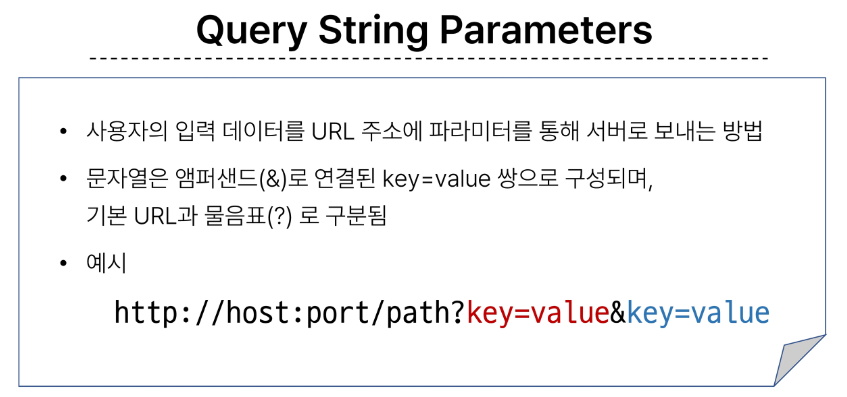 Query String Parameters
• 사용자의 입력 데이터를 URL 주소에 파라미터를 통해 서버로 보내는 방법
• 문자열은 앰퍼샌드(&)로 연결된 key=value 쌍으로 구성되며,
기본 URL과 물음표(?) 로 구분됨
• 예시
http://host:port/path?key=value&key=value